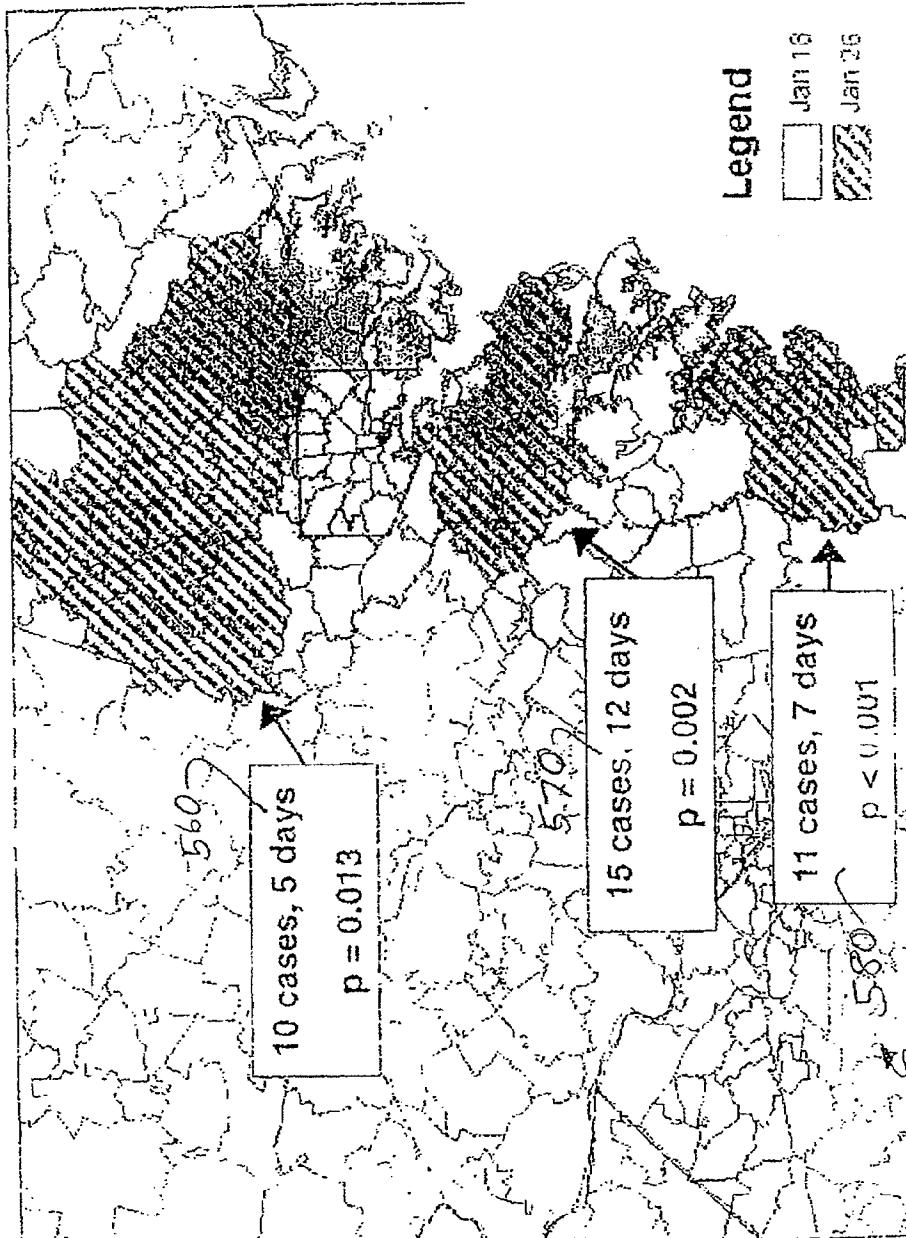 560
10 cases, 5 days
p = 0.013
570
15 cases, 12 days
p = 0.002
580
11 cases, 7 days
p < 0.001
Legend
Jan 16
Jan 26